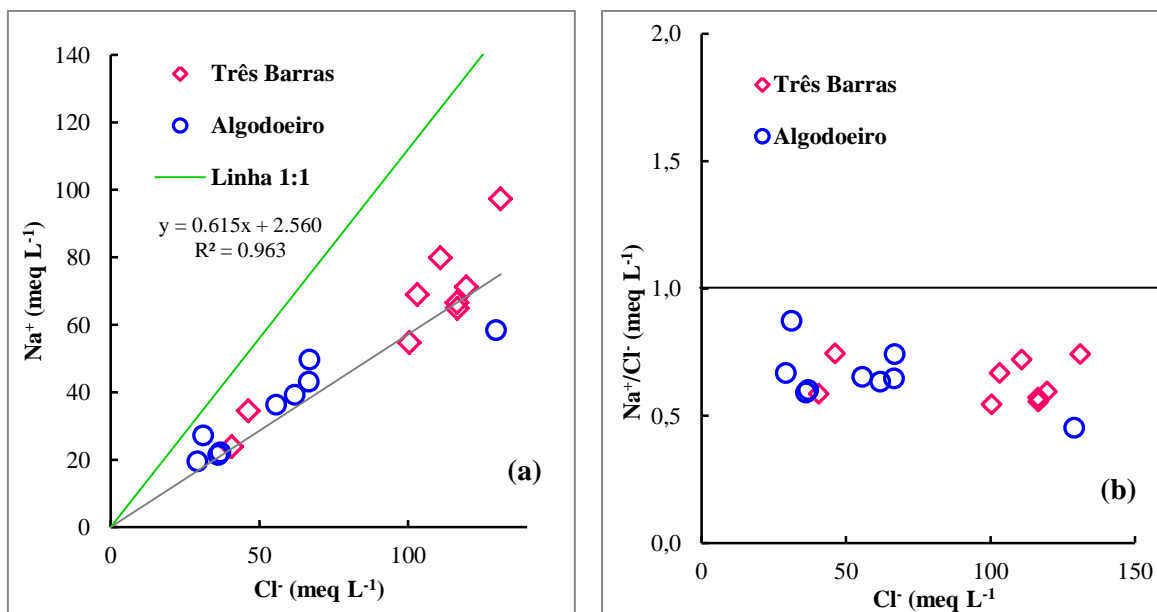 140
120
100
80
60
40
20
0
Na⁺ (meq L⁻¹)
Três Barras
Algodoeiro
Linha 1:1
y = 0.615x + 2.560
R² = 0.963
(a)
0
50
100
Cl⁻ (meq L⁻¹)
2,0
1,5
1,0
0,5
0,0
Na⁺/Cl⁻ (meq L⁻¹)
Três Barras
Algodoeiro
(b)
0
50
100
150
Cl⁻ (meq L⁻¹